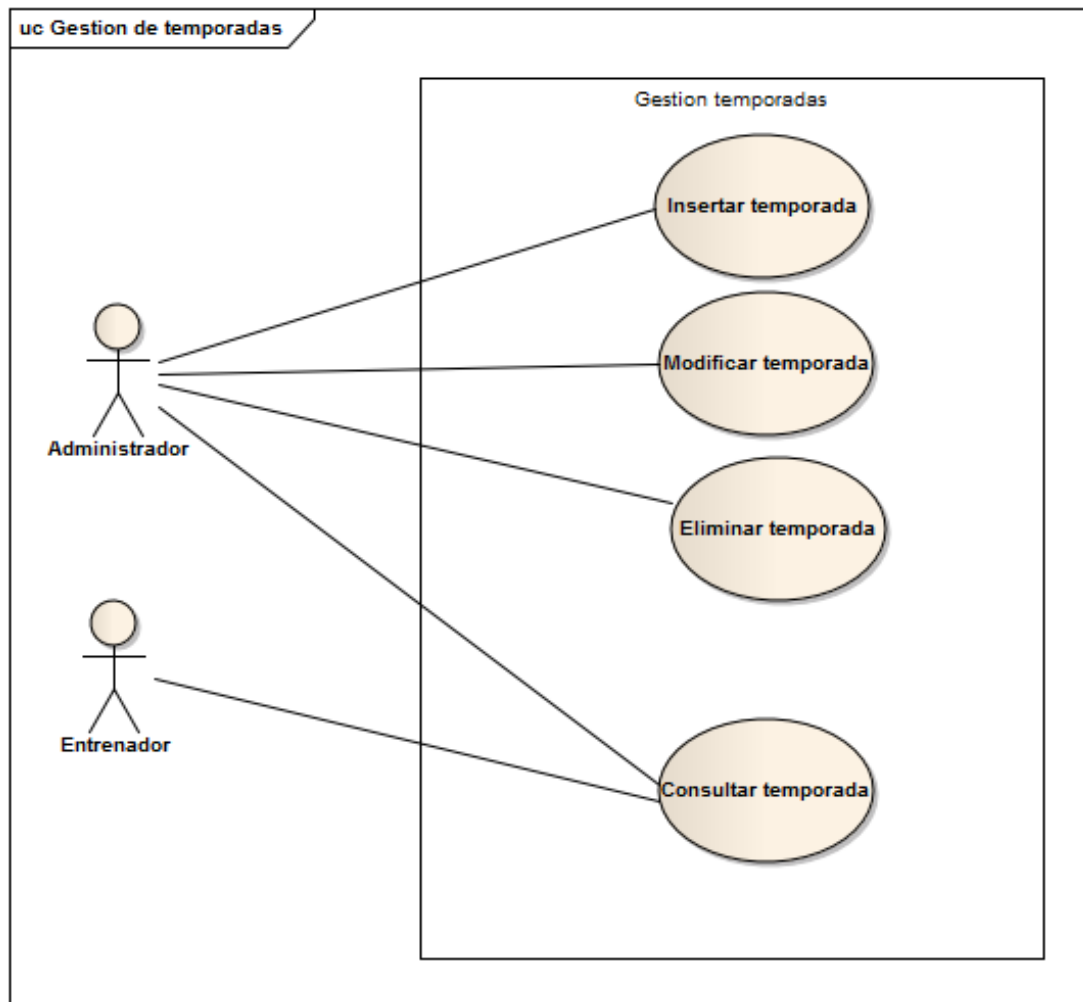 uc Gestion de temporadas
Gestion temporadas
Insertar temporada
Modificar temporada
Administrador
Eliminar temporada
Entrenador
Consultar temporada